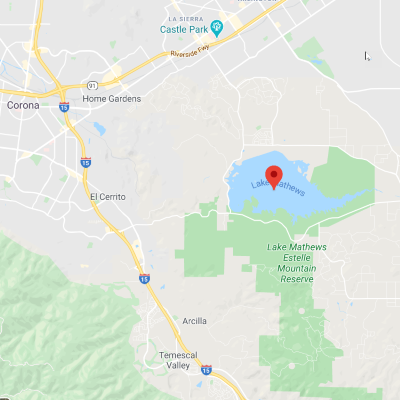 LA SIERRA
Castle Park
Riverside Fwy
91
Corona
15
Home Gardens
15
Lake Mathews
El Cerrito
Lake Mathews
Estelle
Mountain
Reserve
15
Arcilla
Temescal
Valley
15